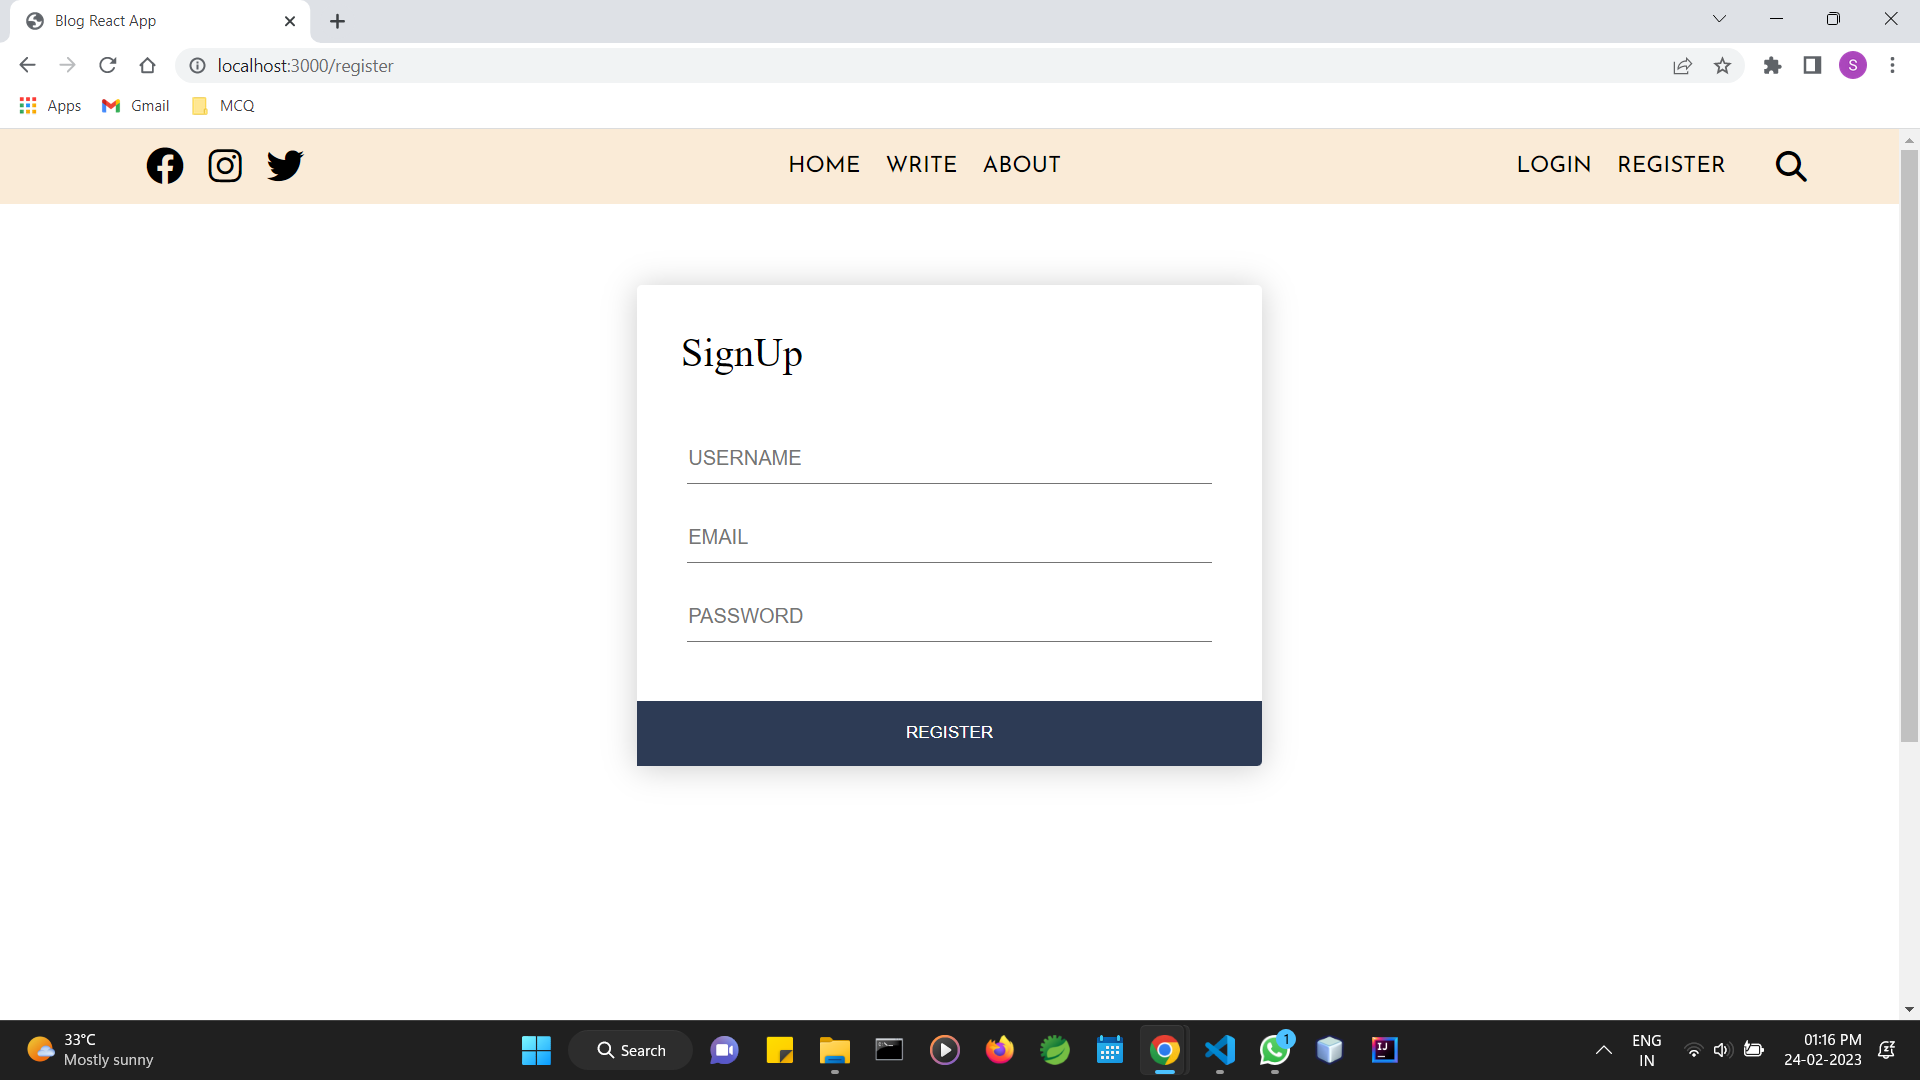 Blog React App
localhost:3000/register
S
Apps Gmail MCQ
HOME WRITE ABOUT LOGIN REGISTER
SignUp
USERNAME
EMAIL
PASSWORD
REGISTER
33°C
Mostly sunny
Search
1
IJ
ENG
IN
01:16 PM
24-02-2023